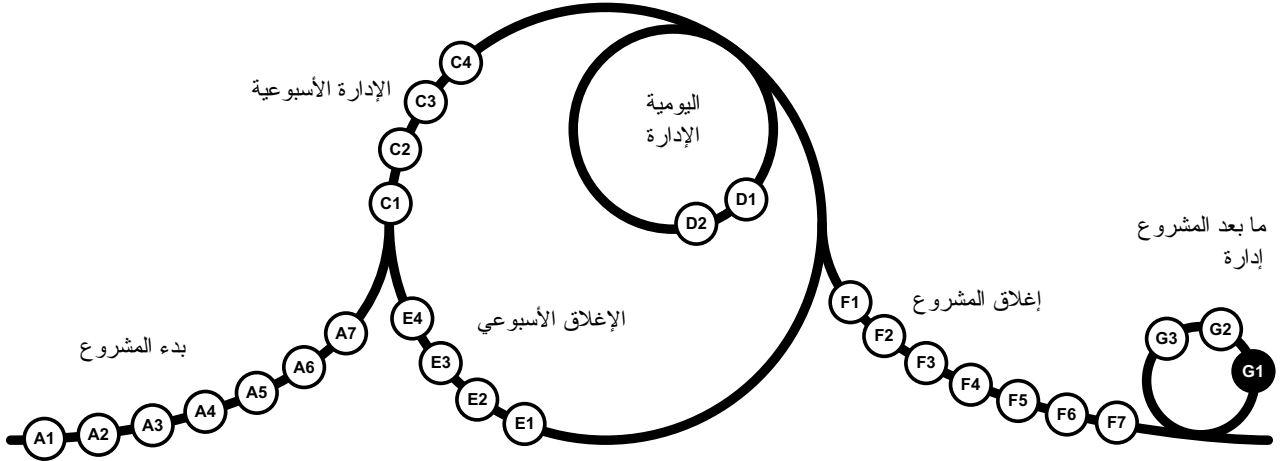 بدء المشروع
A1
A2
A3
A4
A5
A6
A7
الإدارة الأسبوعية
C1
C2
C3
C4
اليومية
الإدارة
D1
D2
الإغلاق الأسبوعي
E1
E2
E3
E4
إغلاق المشروع
F1
F2
F3
F4
F5
F6
F7
ما بعد المشروع
إدارة
G1
G2
G3